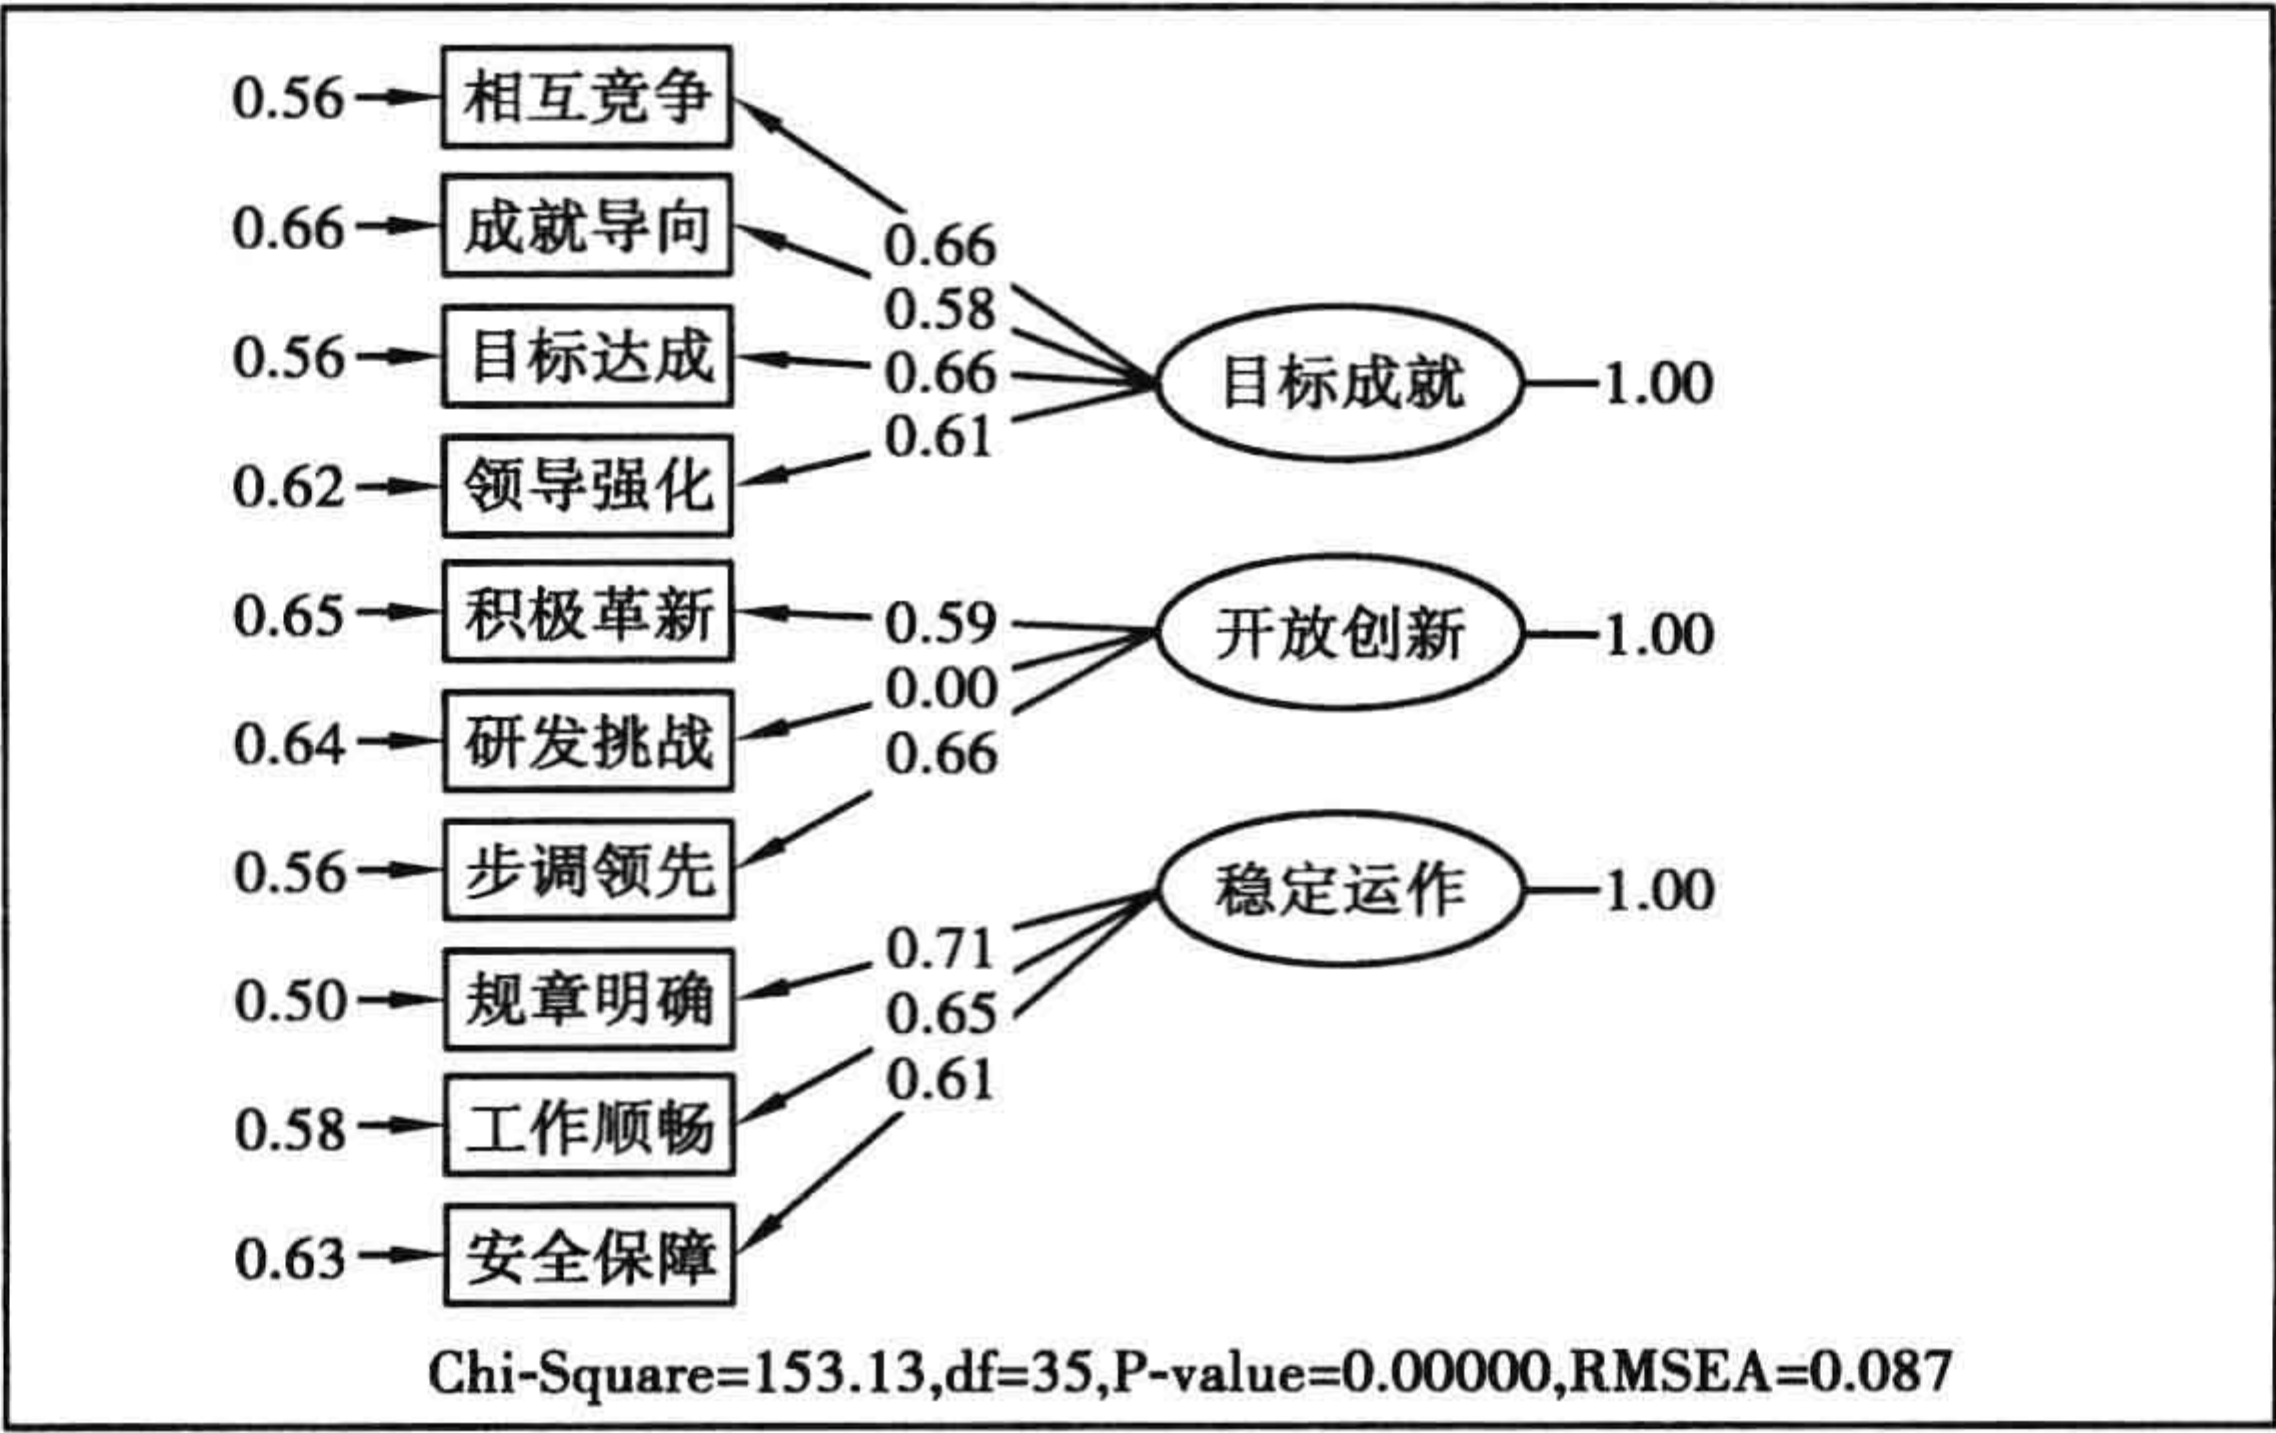 0.56 相互竞争
0.66 成就导向
0.56 目标达成
0.62 领导强化
0.65 积极革新
0.64 研发挑战
0.56 步调领先
0.50 规章明确
0.58 工作顺畅
0.63 安全保障
0.66
0.58
0.66
0.61
0.59
0.00
0.66
0.71
0.65
0.61
目标成就 1.00
开放创新 1.00
稳定运作 1.00
Chi-Square=153.13,df=35,P-value=0.00000,RMSEA=0.087